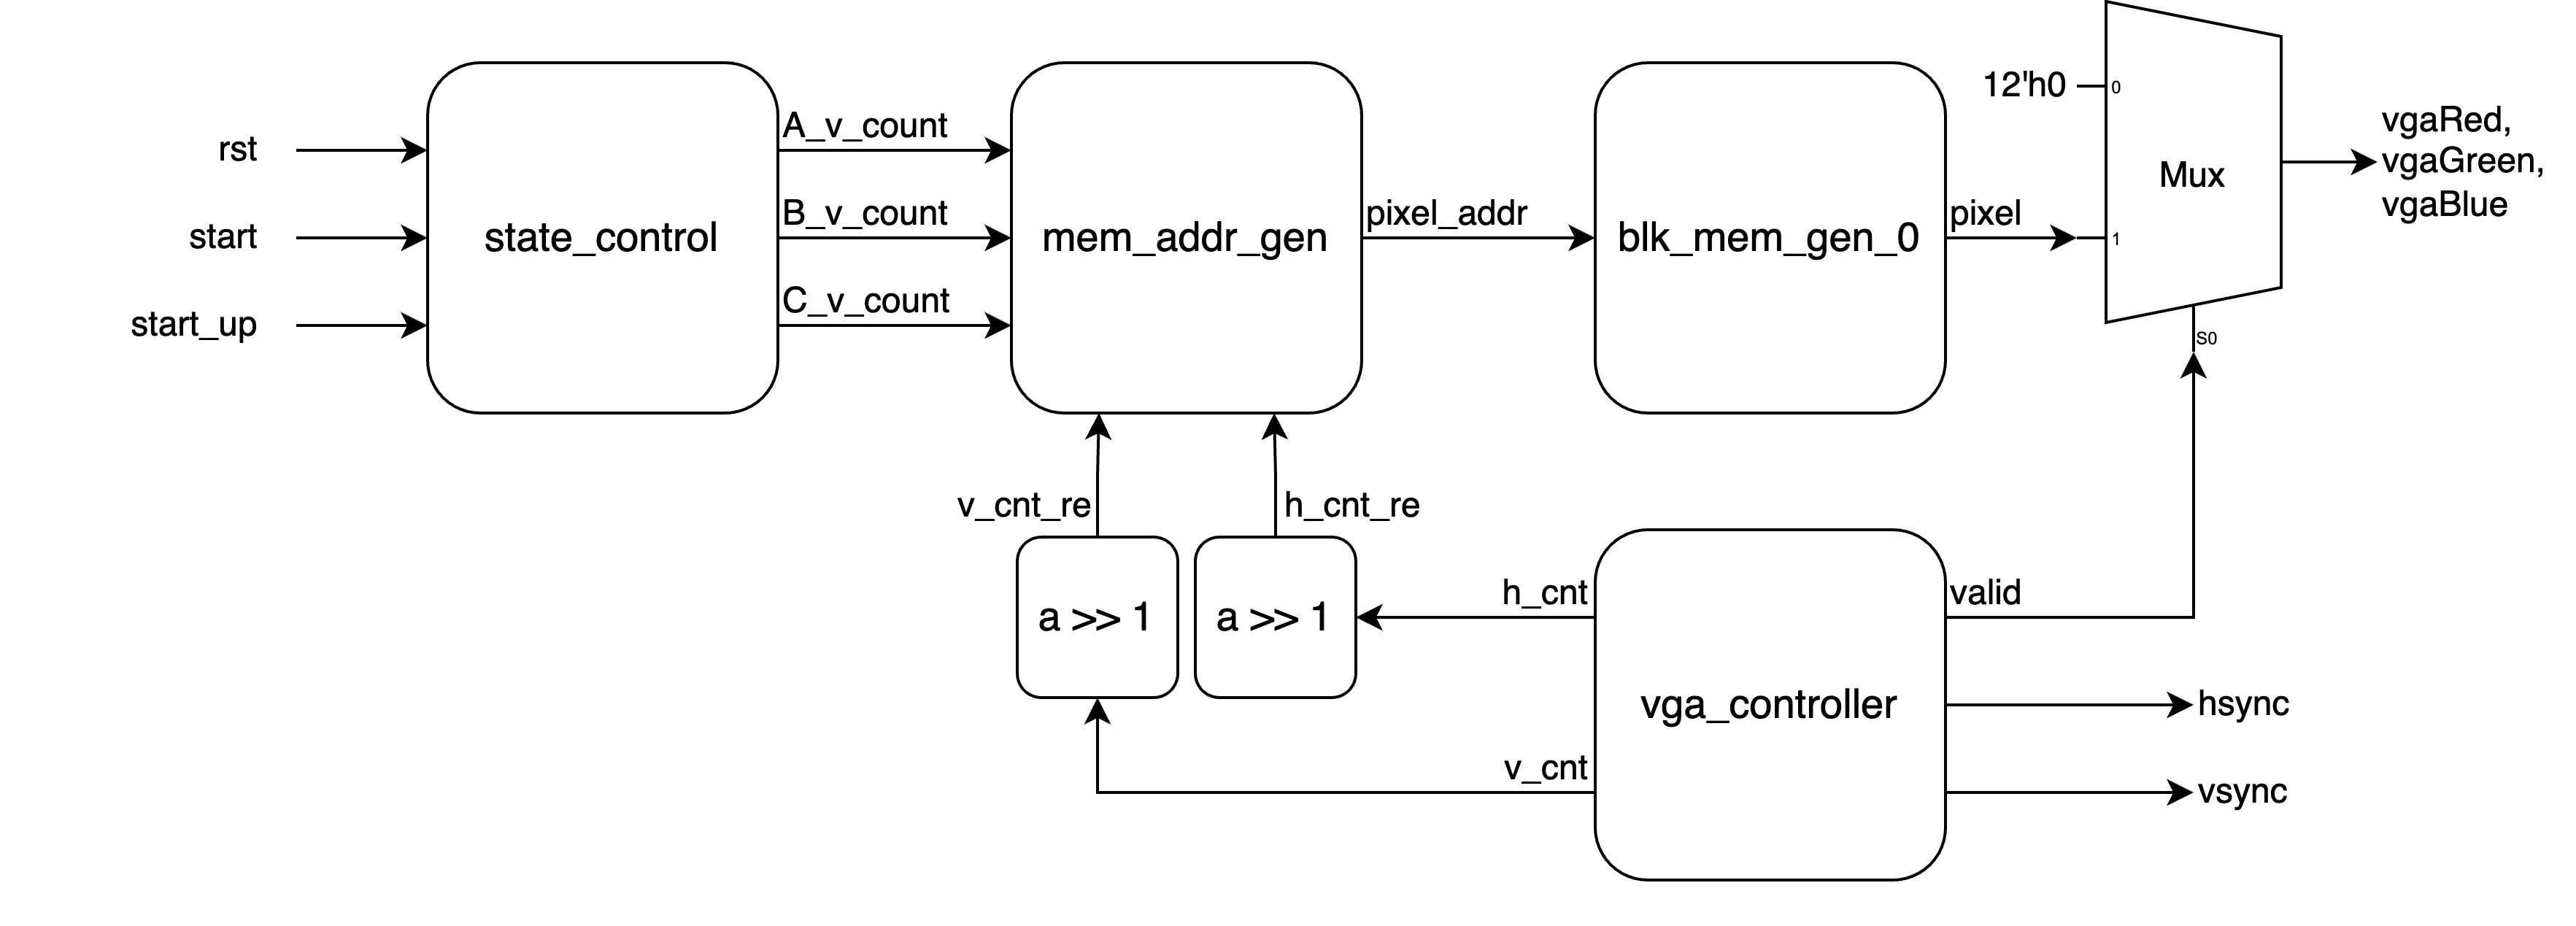 rst
start
start_up
state_control
A_v_count
B_v_count
C_v_count
mem_addr_gen
pixel_addr
blk_mem_gen_0
pixel
12'h0
0
1
Mux
S0
vgaRed,
vgaGreen,
vgaBlue
v_cnt_re
h_cnt_re
a >> 1
a >> 1
h_cnt
v_cnt
vga_controller
valid
hsync
vsync